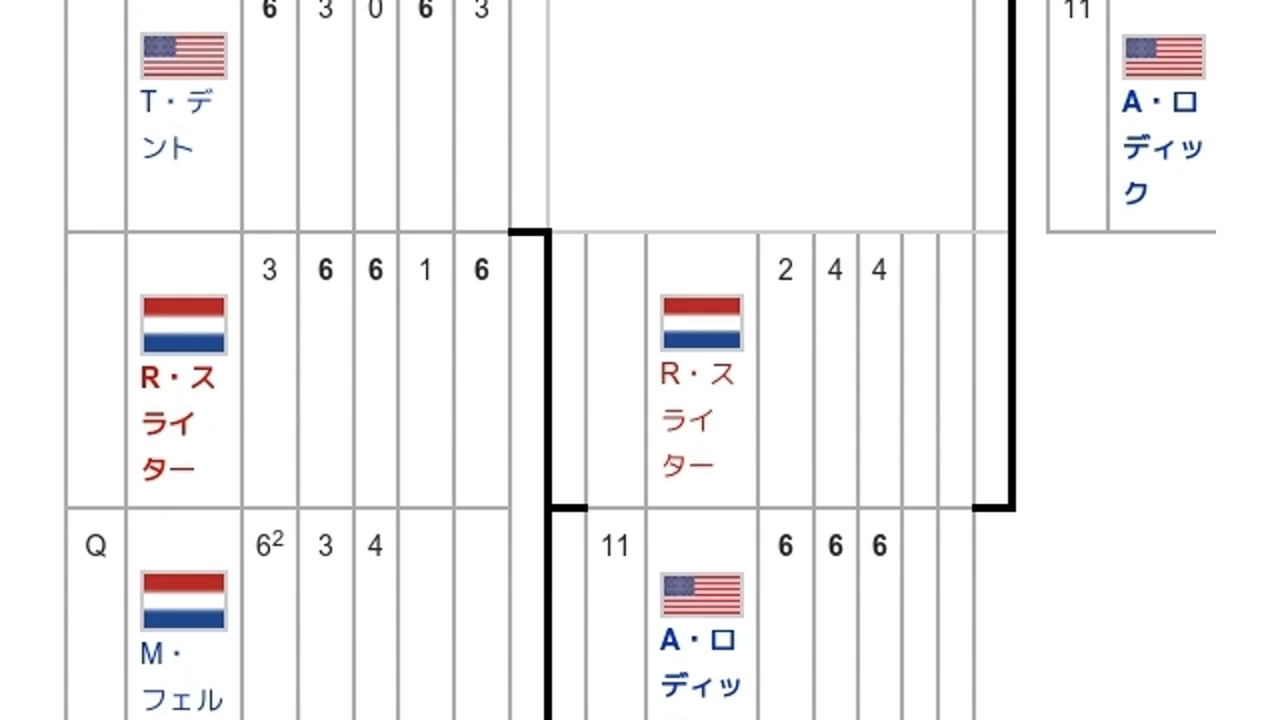 6 3 0 6 3
T・デ
ント
3 6 6 1 6
R・ス
ライ
ター
Q 6² 3 4
M・
フェル
2 4 4
R・ス
ライ
ター
11 6 6 6
A・ロ
ディッ
11
A・ロ
ディッ
ク